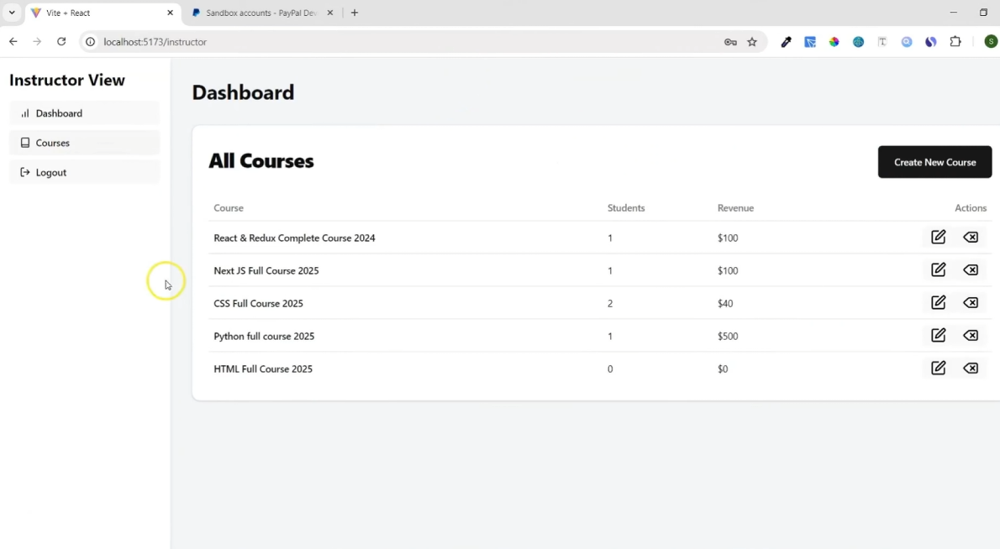 Vite + React
Sandbox accounts - PayPal Dev
localhost:5173/instructor
S
Instructor View
Dashboard
Courses
Logout
Dashboard
All Courses
Create New Course
Course Students Revenue Actions
React & Redux Complete Course 2024 1 $100
Next JS Full Course 2025 1 $100
CSS Full Course 2025 2 $40
Python full course 2025 1 $500
HTML Full Course 2025 0 $0